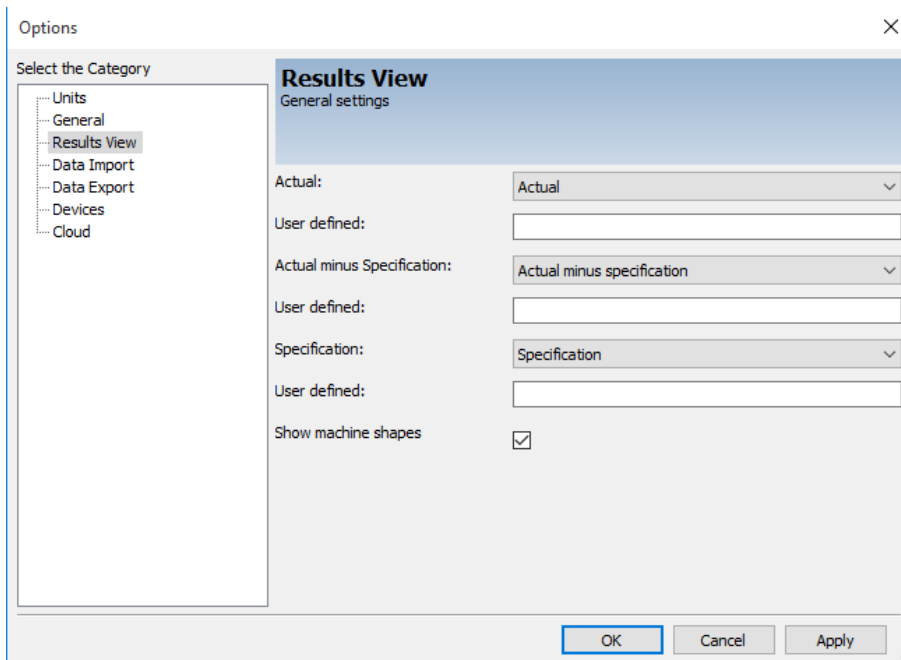 Options
Select the Category
Units
General
Results View
Data Import
Data Export
Devices
Cloud
Results View
General settings
Actual:
Actual
User defined:
Actual minus Specification:
Actual minus specification
User defined:
Specification:
Specification
User defined:
Show machine shapes
OK
Cancel
Apply